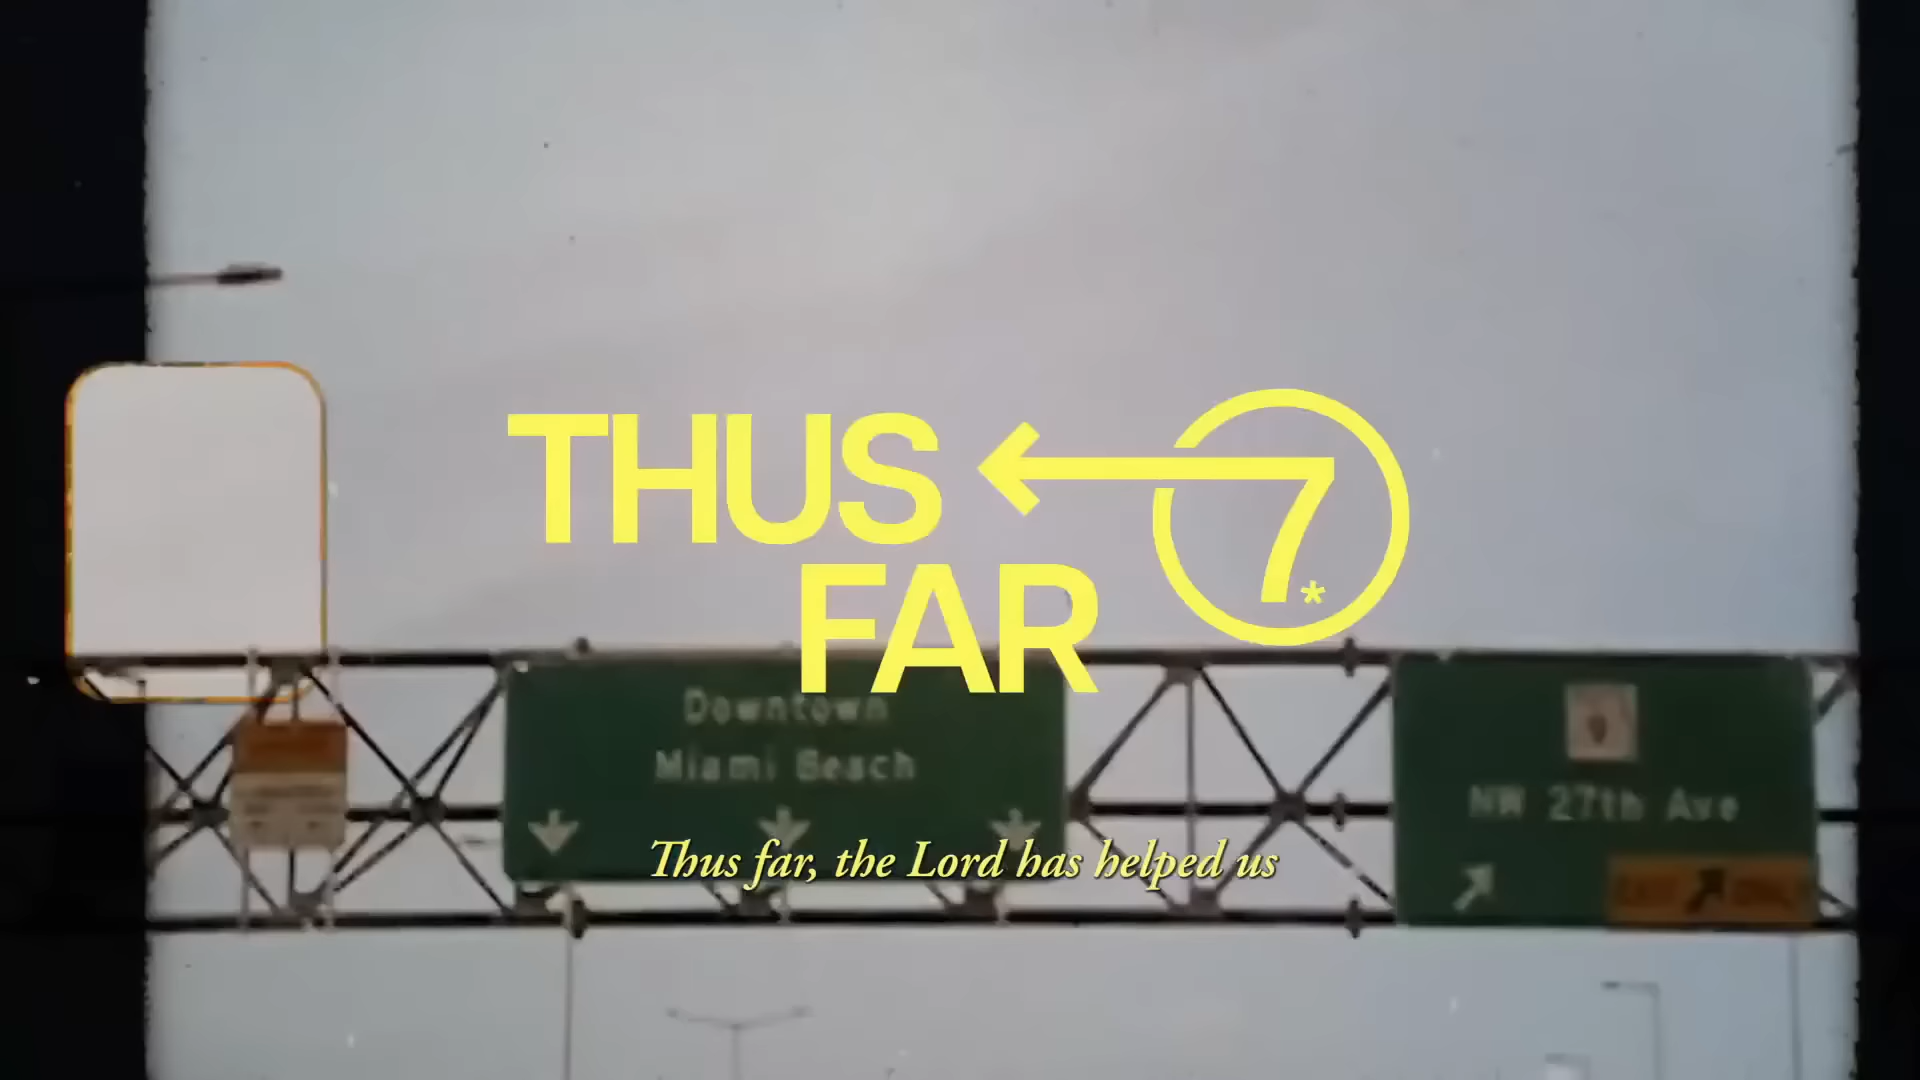 THUS
7*
FAR
Downtown
Miami Beach
NW 27th Ave
Thus far, the Lord has helped us